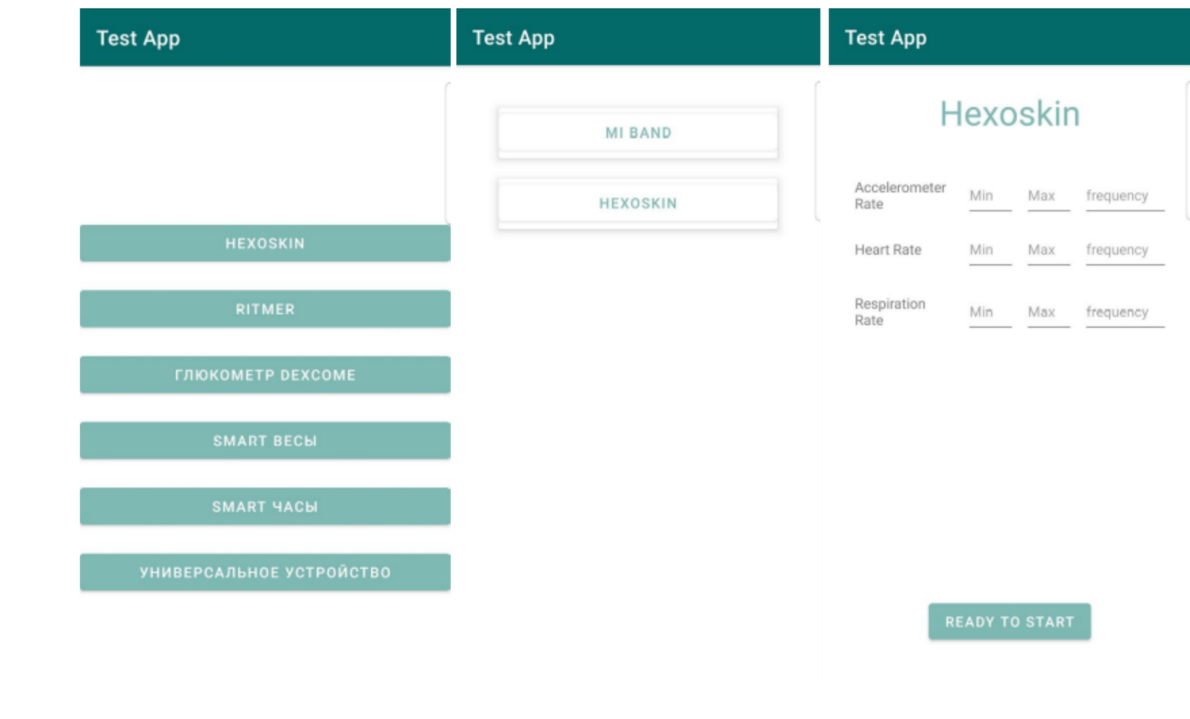 Test App
HEXOSKIN
RITMER
ГЛЮКОМЕТР DEXCOME
SMART ВЕСЫ
SMART ЧАСЫ
УНИВЕРСАЛЬНОЕ УСТРОЙСТВО
Test App
MI BAND
HEXOSKIN
Test App
Hexoskin
Accelerometer
Rate
Min Max frequency
Heart Rate Min Max frequency
Respiration
Rate
Min Max frequency
READY TO START